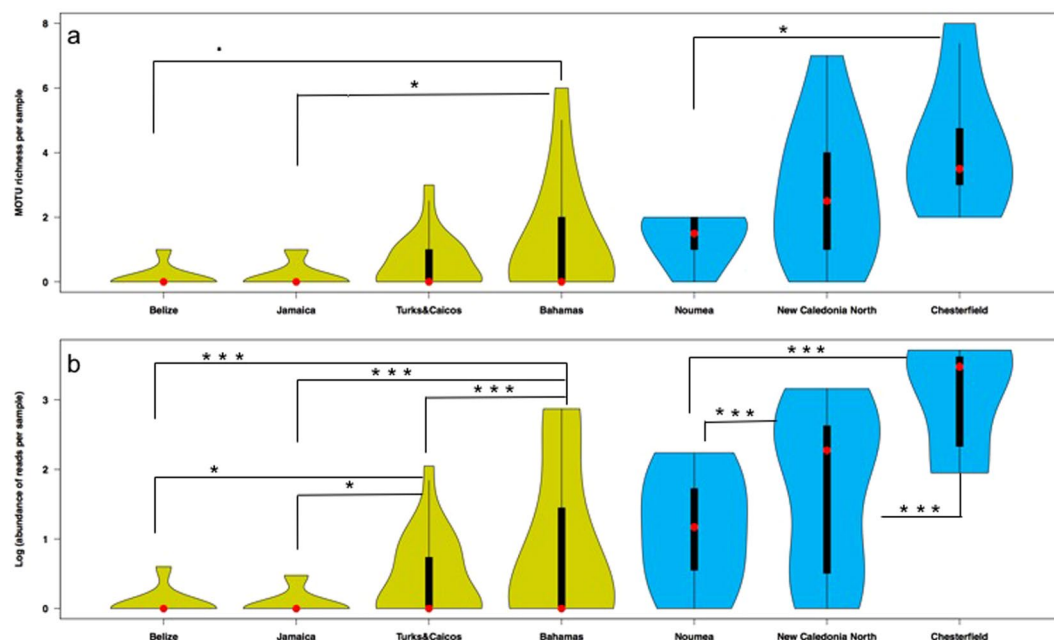 a
8
*
.
6
*
4
2
0
MOTU richness per sample
Belize Jamaica Turks&Caicos Bahamas Noumea New Caledonia North Chesterfield
b
* * *
* * *
* * *
* * *
3
* * *
*
2
*
* * *
1
0
Log (abundance of reads per sample)
Belize Jamaica Turks&Caicos Bahamas Noumea New Caledonia North Chesterfield